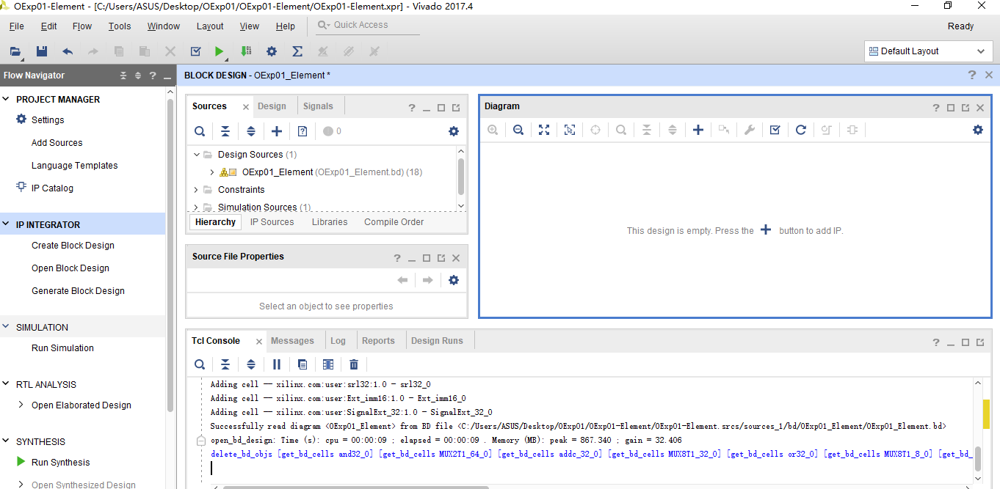 OExp01-Element - [C:/Users/ASUS/Desktop/OExp01/OExp01-Element/OExp01-Element.xpr] - Vivado 2017.4
File Edit Flow Tools Window Layout View Help Quick Access Ready
Default Layout
Flow Navigator
PROJECT MANAGER
Settings
Add Sources
Language Templates
IP Catalog
IP INTEGRATOR
Create Block Design
Open Block Design
Generate Block Design
SIMULATION
Run Simulation
RTL ANALYSIS
Open Elaborated Design
SYNTHESIS
Run Synthesis
Open Synthesized Design
BLOCK DESIGN - OExp01_Element *
Sources Design Signals
0
Design Sources (1)
OExp01_Element (OExp01_Element.bd) (18)
Constraints
Simulation Sources (1)
Hierarchy IP Sources Libraries Compile Order
Source File Properties
Select an object to see properties
Diagram
This design is empty. Press the + button to add IP.
Tcl Console Messages Log Reports Design Runs
Adding cell -- xilinx.com:user:srl32:1.0 - srl32_0
Adding cell -- xilinx.com:user:Ext_imm16:1.0 - Ext_imm16_0
Adding cell -- xilinx.com:user:SignalExt_32:1.0 - SignalExt_32_0
Successfully read diagram <OExp01_Element> from BD file <C:/Users/ASUS/Desktop/OExp01/OExp01-Element/OExp01-Element.srcs/sources_1/bd/OExp01_Element/OExp01_Element.bd>
open_bd_design: Time (s): cpu = 00:00:09 ; elapsed = 00:00:09 . Memory (MB): peak = 867.340 ; gain = 32.406
delete_bd_objs [get_bd_cells and32_0] [get_bd_cells MUX2T1_64_0] [get_bd_cells addc_32_0] [get_bd_cells MUX8T1_32_0] [get_bd_cells or32_0] [get_bd_cells MUX8T1_8_0] [get_bd_